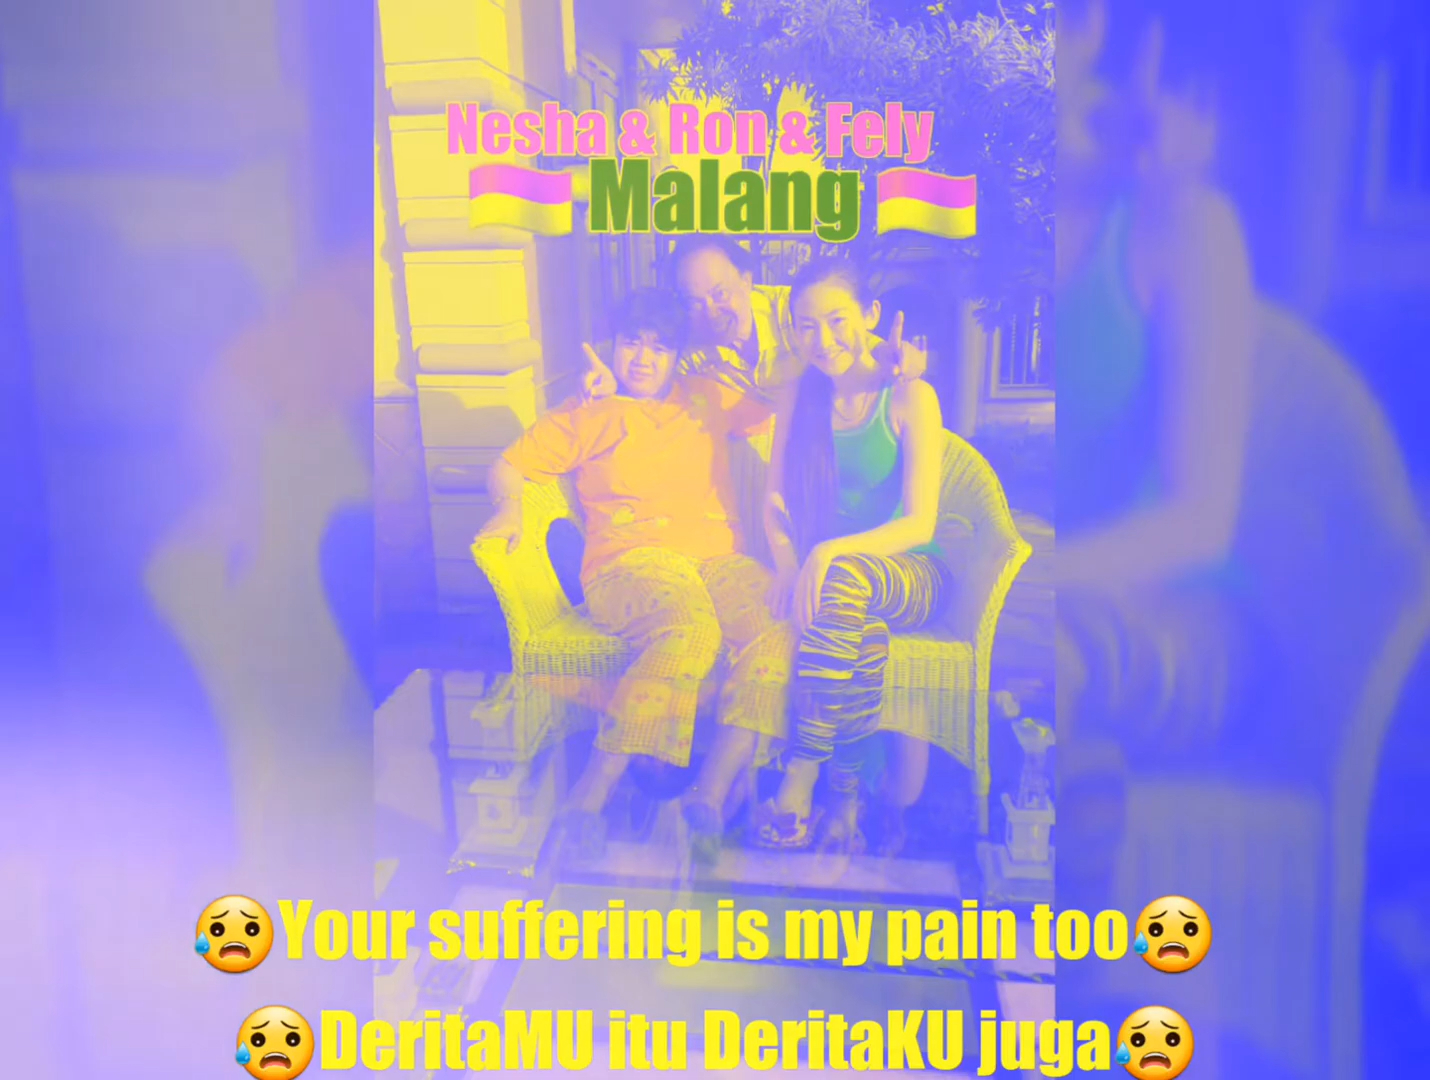 Nesha & Ron & Fely
Malang
Your suffering is my pain too
DeritaMU itu DeritaKU juga